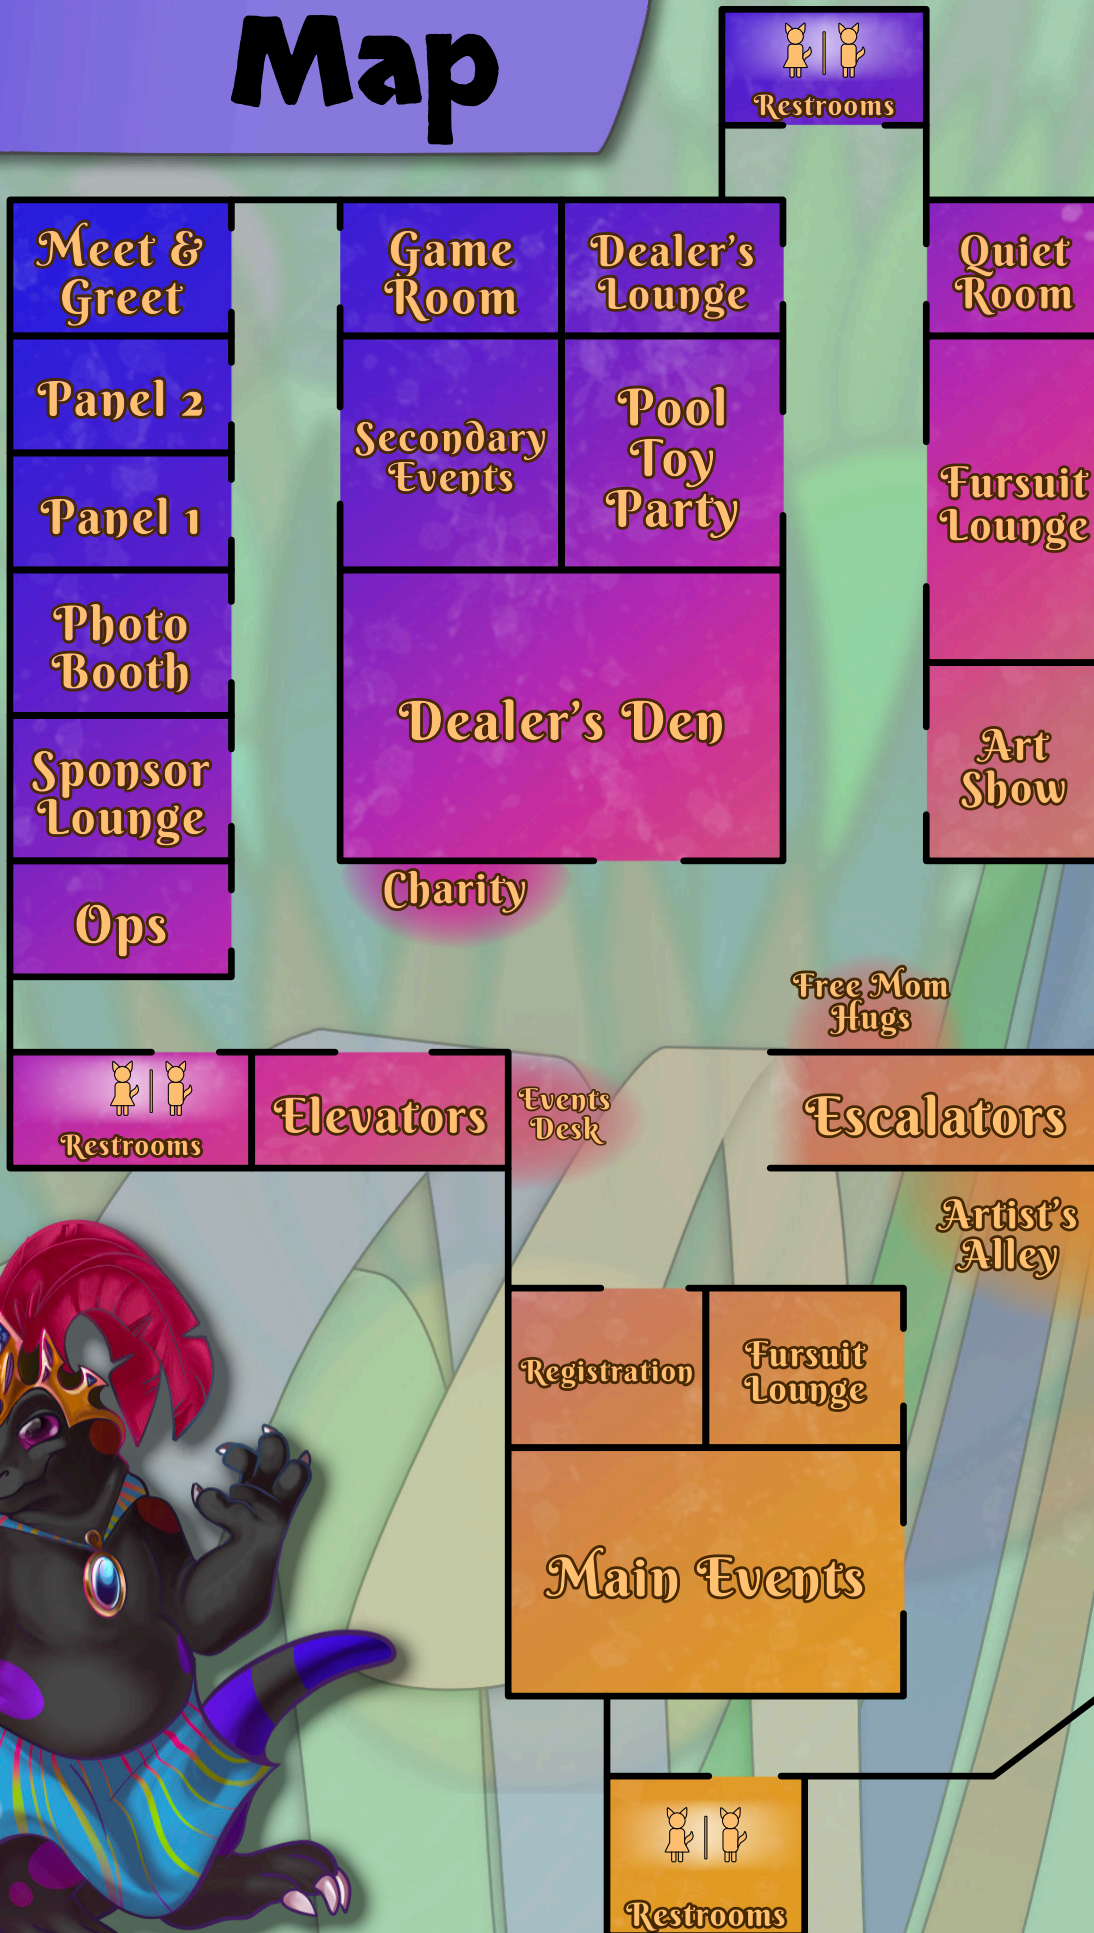 Map
Restrooms
Meet &
Greet
Game
Room
Dealer's
Lounge
Quiet
Room
Panel 2
Secondary
Events
Pool
Toy
Party
Fursuit
Lounge
Panel 1
Photo
Booth
Dealer's Den
Art
Show
Sponsor
Lounge
Charity
Ops
Free Mom
Hugs
Restrooms
Elevators
Events
Desk
Escalators
Artist's
Alley
Registration
Fursuit
Lounge
Main Events
Restrooms